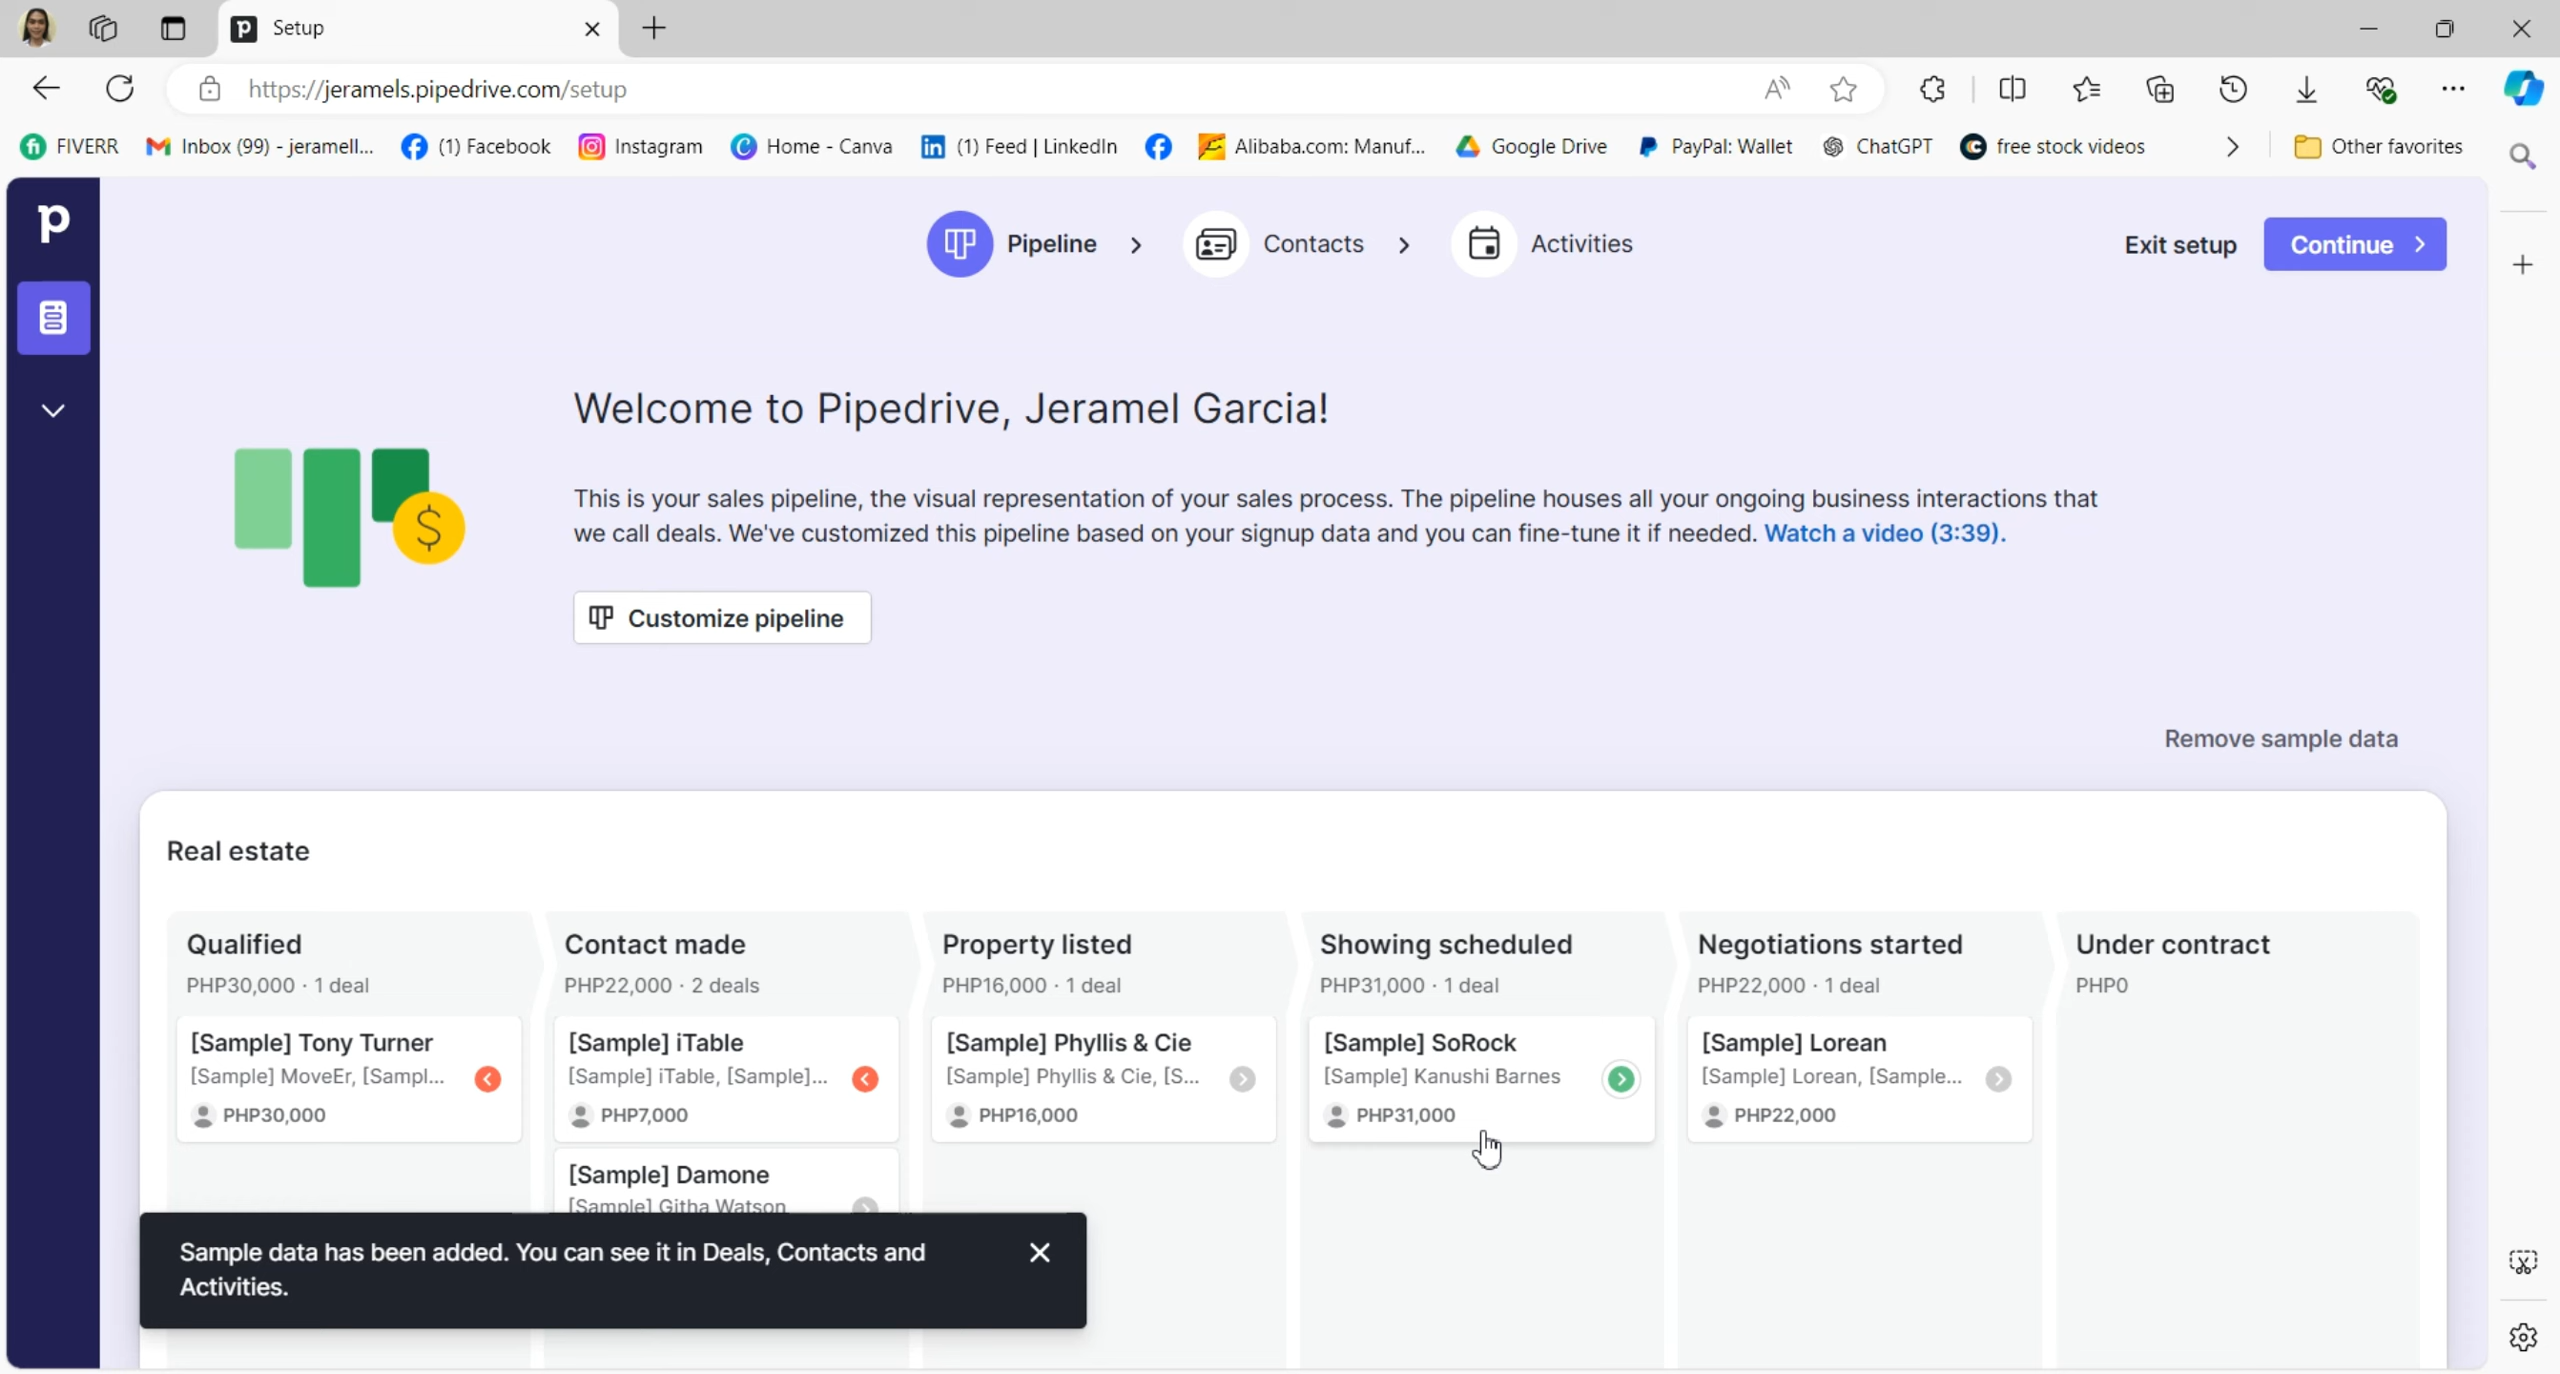 Setup
https://jeramels.pipedrive.com/setup
FIVERR
Inbox (99) - jeramell...
(1) Facebook
Instagram
Home - Canva
(1) Feed | LinkedIn
Alibaba.com: Manuf...
Google Drive
PayPal: Wallet
ChatGPT
free stock videos
Other favorites
Pipeline
Contacts
Activities
Exit setup
Continue
Welcome to Pipedrive, Jeramel Garcia!
This is your sales pipeline, the visual representation of your sales process. The pipeline houses all your ongoing business interactions that
we call deals. We've customized this pipeline based on your signup data and you can fine-tune it if needed. Watch a video (3:39).
Customize pipeline
Remove sample data
Real estate
Qualified
PHP30,000 · 1 deal
[Sample] Tony Turner
[Sample] MoveEr, [Sampl...
PHP30,000
Contact made
PHP22,000 · 2 deals
[Sample] iTable
[Sample] iTable, [Sample]...
PHP7,000
[Sample] Damone
[Sample] Githa Watson
Property listed
PHP16,000 · 1 deal
[Sample] Phyllis & Cie
[Sample] Phyllis & Cie, [S...
PHP16,000
Showing scheduled
PHP31,000 · 1 deal
[Sample] SoRock
[Sample] Kanushi Barnes
PHP31,000
Negotiations started
PHP22,000 · 1 deal
[Sample] Lorean
[Sample] Lorean, [Sample...
PHP22,000
Under contract
PHP0
Sample data has been added. You can see it in Deals, Contacts and
Activities.